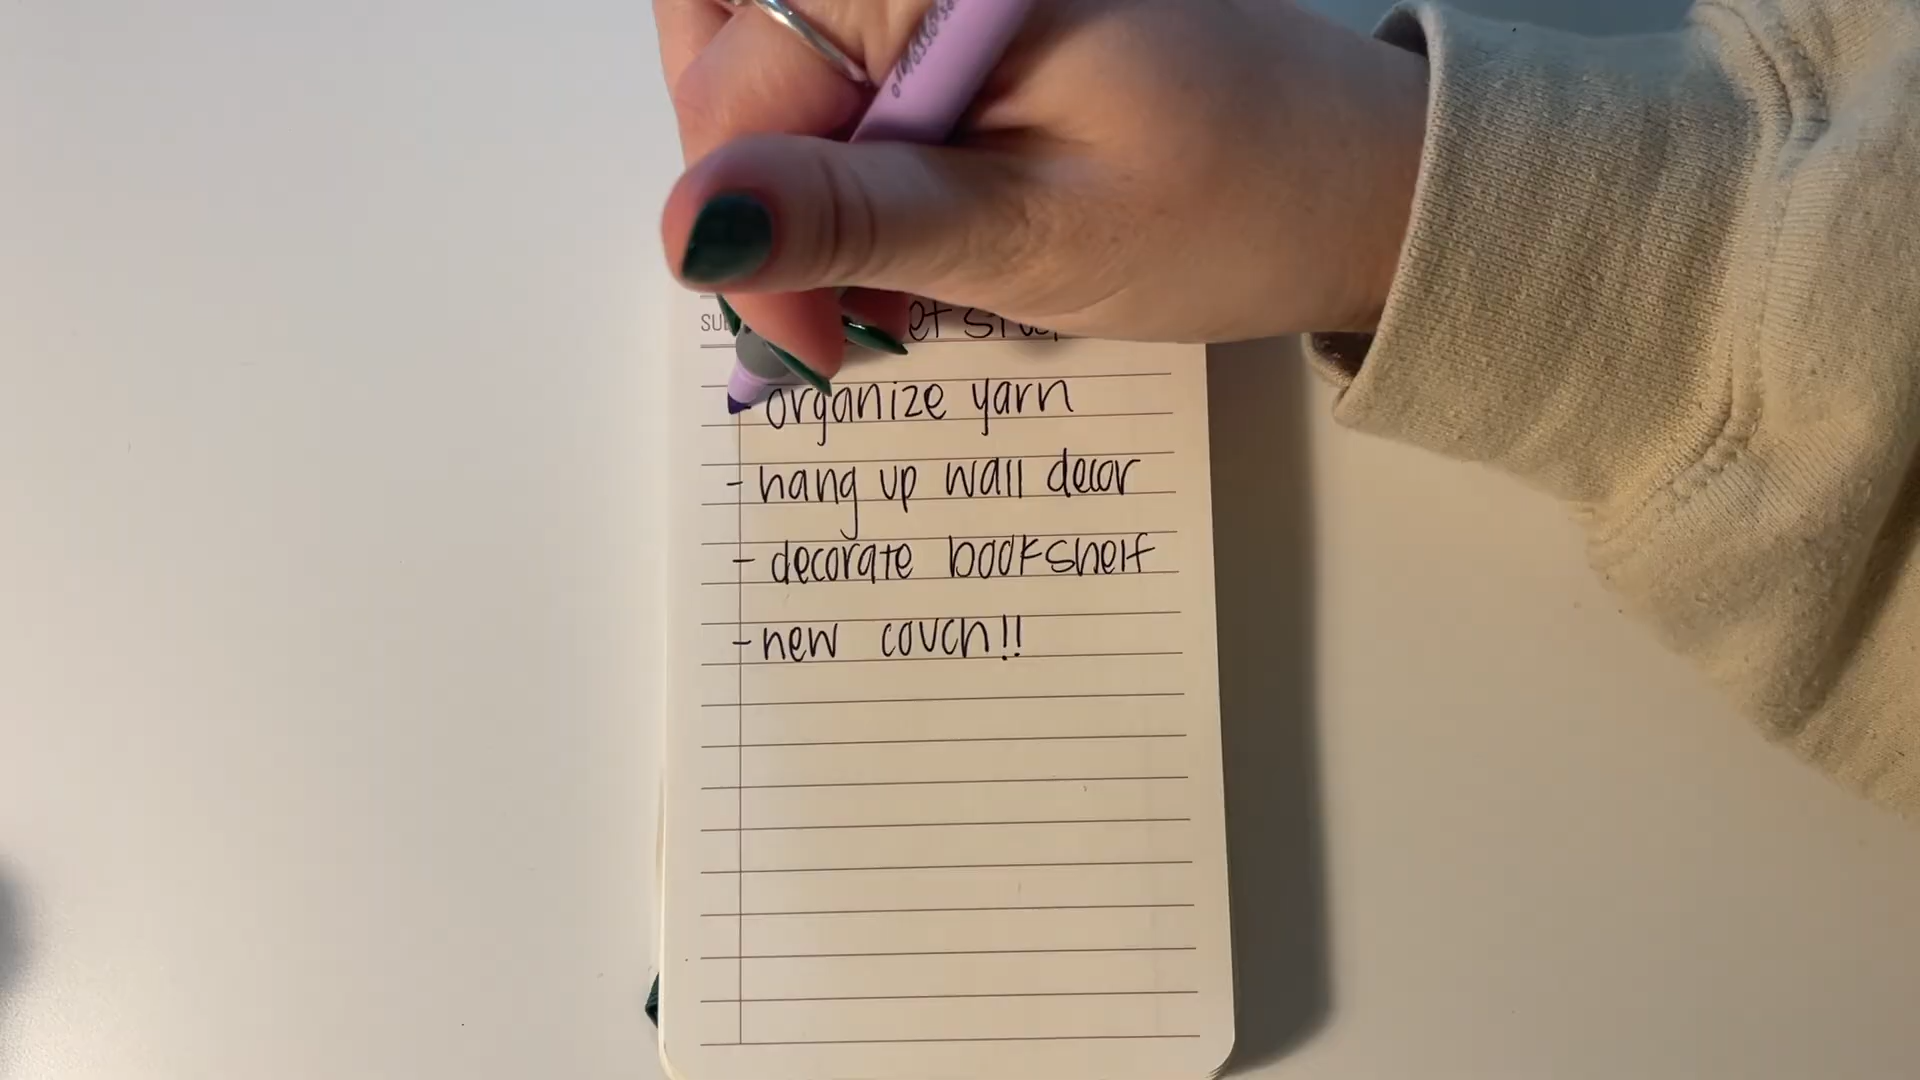 - organize yarn
- hang up wall decor
- decorate bookshelf
- new couch!!